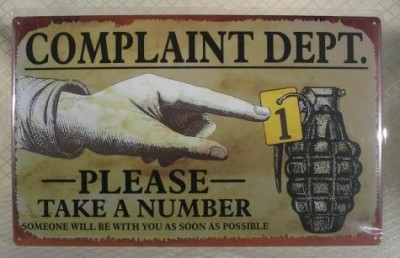 COMPLAINT DEPT.
1
—PLEASE—
TAKE A NUMBER
SOMEONE WILL BE WITH YOU AS SOON AS POSSIBLE